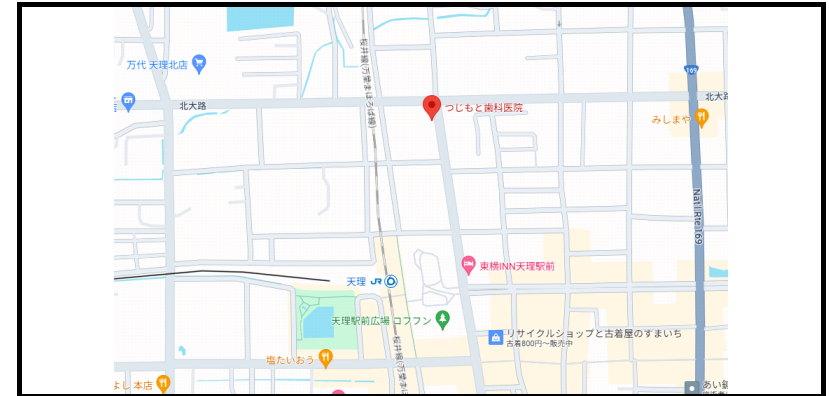 万代 天理北店
169
店
北大路
つじもと歯科医院
北大路
みしまや
桜井線(万葉まほろば線)
Nat'l Rte 169
東横INN天理駅前
天理 JR
天理駅前広場 コフフン
リサイクルショップと古着屋のすまいち
古着800円～販売中
塩たいおう
桜井線(万葉ま
よし 本店
あい鍼